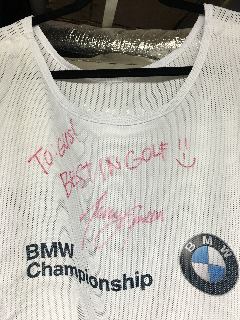 TO GUS!
BEST IN GOLF
BMW
Championship
BMW